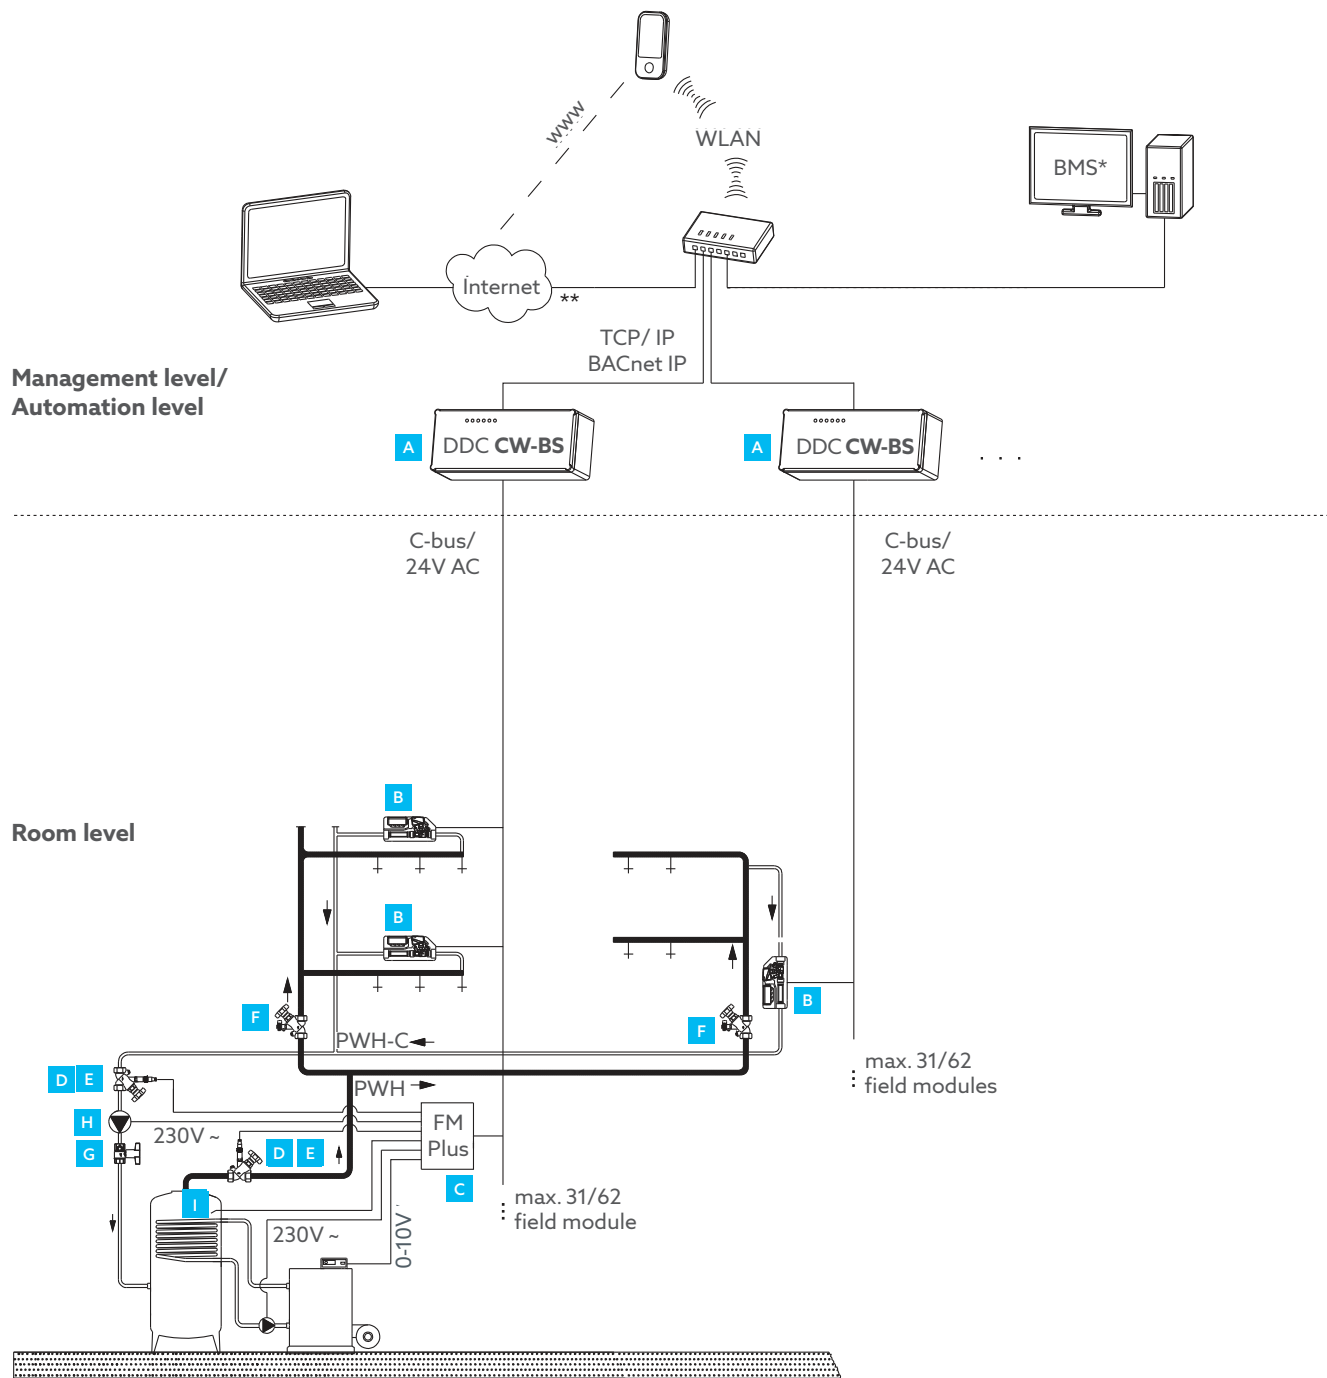 www
WLAN
BMS*
Internet
**
TCP/ IP
BACnet IP
Management level/
Automation level
A
DDC CW-BS
A
DDC CW-BS
. . .
C-bus/
24V AC
C-bus/
24V AC
B
Room level
B
B
F
F
PWH-C
max. 31/62
field modules
D E
PWH
H
230V ~
FM
Plus
G
D E
C
I
max. 31/62
field module
230V ~
0-10V